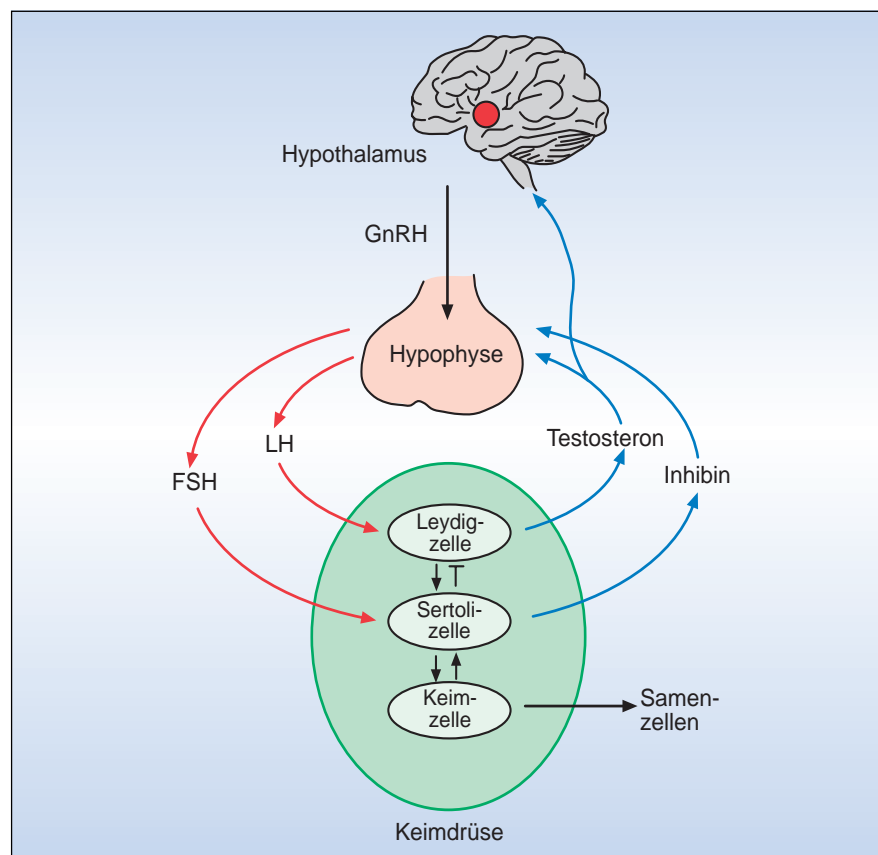 Hypothalamus
GnRH
Hypophyse
LH
Testosteron
FSH
Inhibin
Leydig-
zelle
Sertoli-
zelle
Keim-
zelle
Samen-
zellen
Keimdrüse